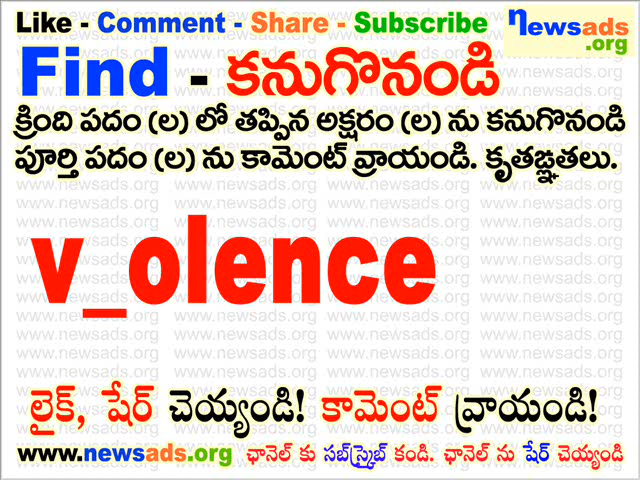 Like - Comment - Share - Subscribe
newsads
.org
Find - కనుగొనండి
క్రింది పదం (ల) లో తప్పిన అక్షరం (ల) ను కనుగొనండి
పూర్తి పదం (ల) ను కామెంట్ వ్రాయండి. కృతజ్ఞతలు.
v_olence
లైక్, షేర్ చెయ్యండి! కామెంట్ వ్రాయండి!
www.newsads.org ఛానెల్ కు సబ్‌స్క్రైబ్ కండి. ఛానెల్ ను షేర్ చెయ్యండి